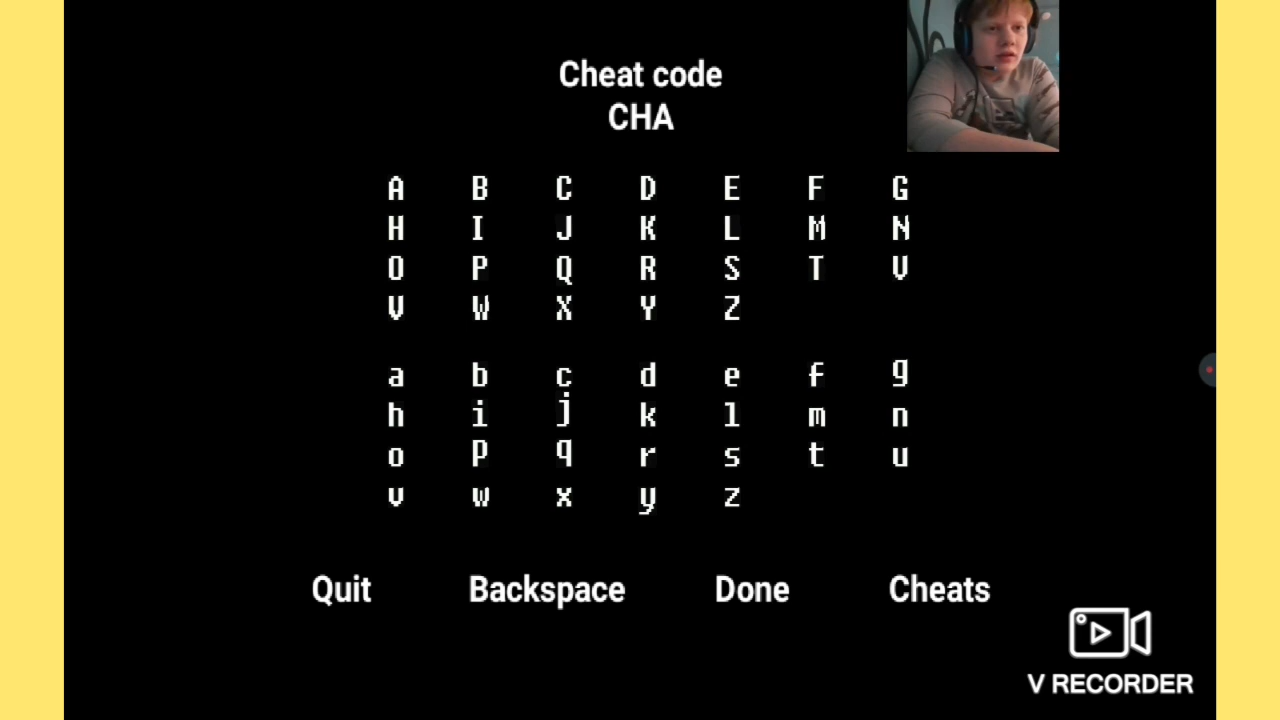 Cheat code
CHA
A B C D E F G
H I J K L M N
O P Q R S T U
V W X Y Z
a b c d e f g
h i j k l m n
o p q r s t u
v w x y z
Quit Backspace Done Cheats
V RECORDER